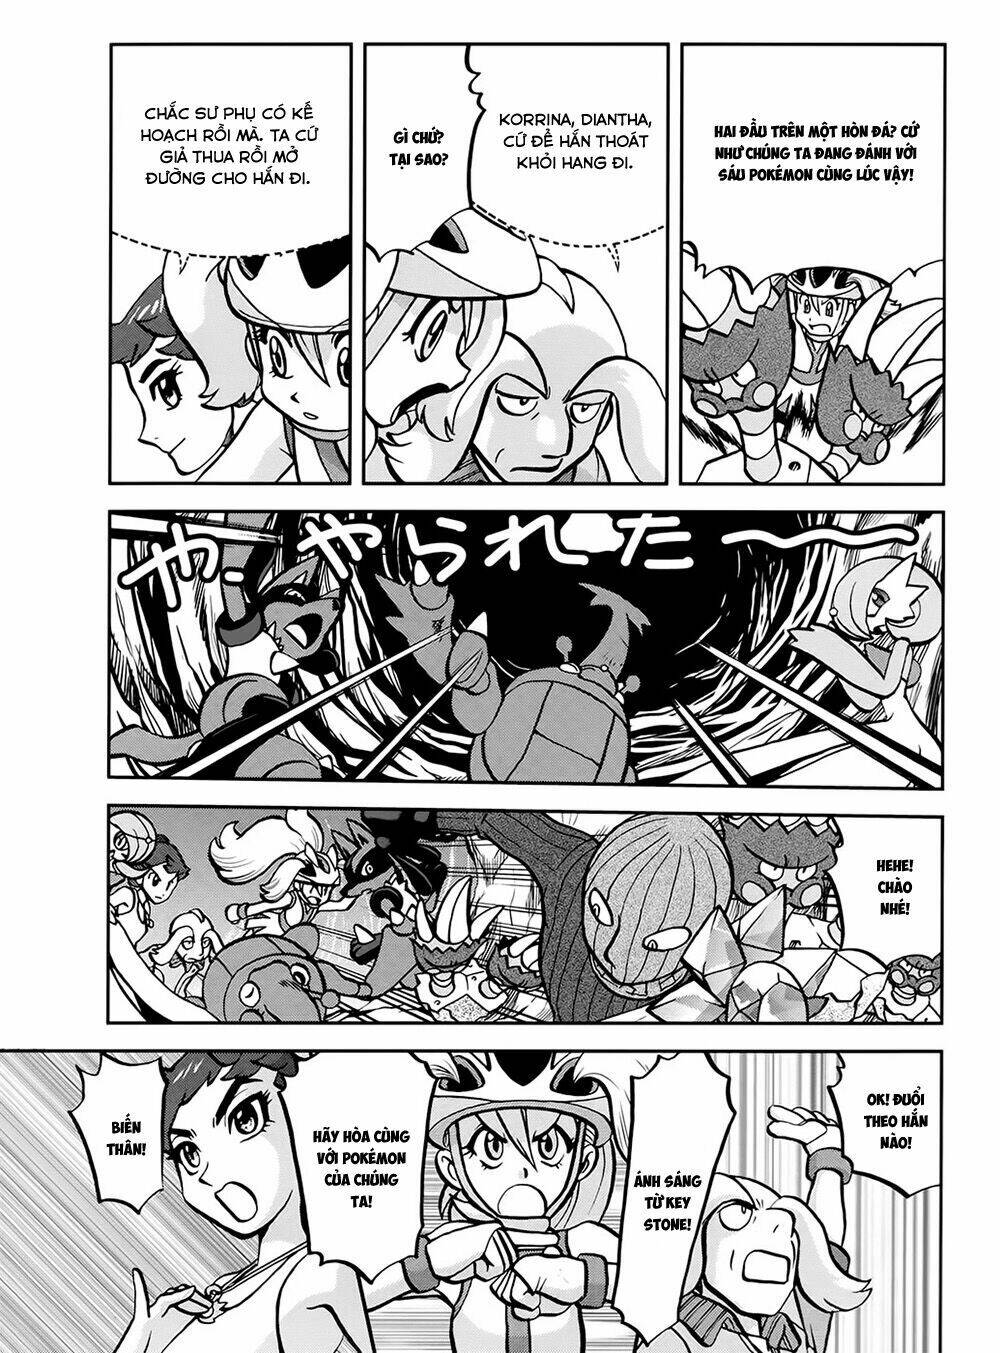 HAI ĐẦU TRÊN MỘT HÒN ĐÁ? CỨ
NHƯ CHÚNG TA ĐANG ĐÁNH VỚI
SÁU POKÉMON CÙNG LÚC VẬY!
KORRINA, DIANTHA,
CỨ ĐỂ HẮN THOÁT
KHỎI HANG ĐI.
GÌ CHỨ?
TẠI SAO?
CHẮC SƯ PHỤ CÓ KẾ
HOẠCH RỒI MÀ. TA CỨ
GIẢ THUA RỒI MỞ
ĐƯỜNG CHO HẮN ĐI.
や、やられた〜〜
HEHE!
CHÀO
NHÉ!
OK! ĐUỔI
THEO HẮN
NÀO!
ÁNH SÁNG
TỪ KEY
STONE!
HÃY HÒA CÙNG
VỚI POKÉMON
CỦA CHÚNG
TA!
BIẾN
THÂN!